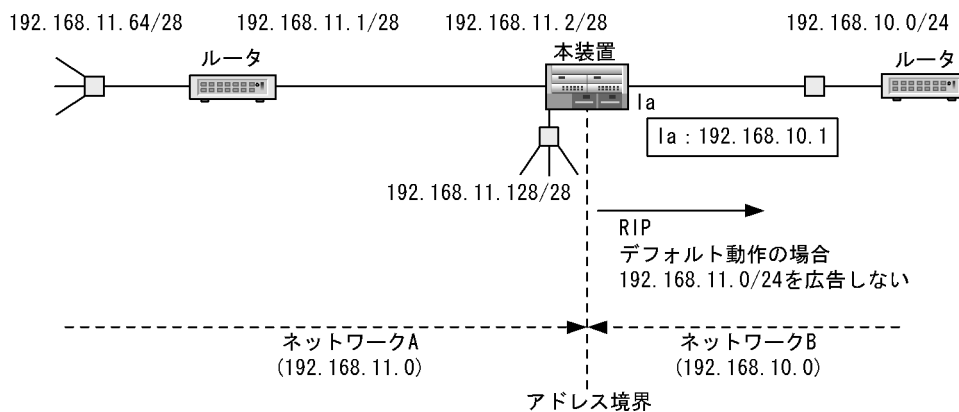 192.168.11.64/28
192.168.11.1/28
192.168.11.2/28
192.168.10.0/24
ルータ
本装置
ルータ
Ia
Ia：192.168.10.1
192.168.11.128/28
RIP
デフォルト動作の場合
192.168.11.0/24を広告しない
ネットワークA
(192.168.11.0)
ネットワークB
(192.168.10.0)
アドレス境界